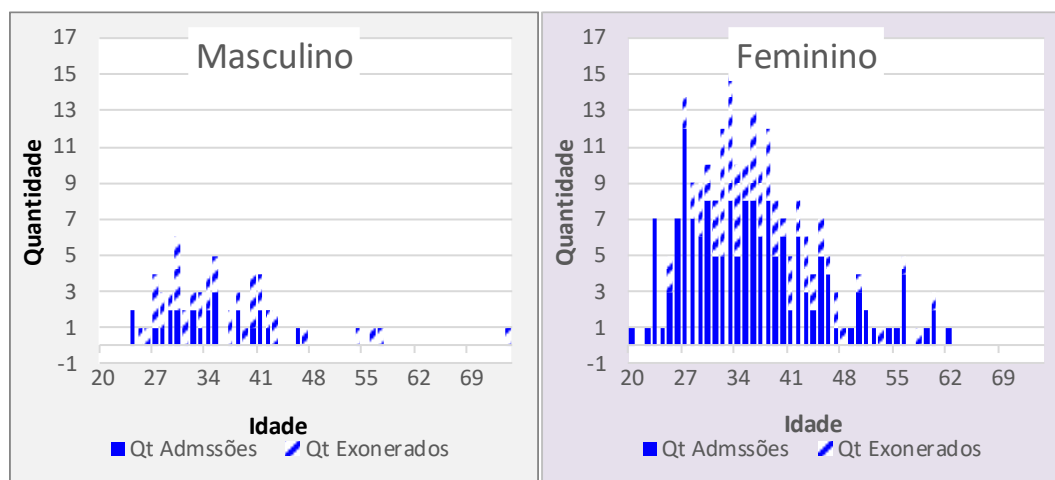 Masculino
17
15
13
11
9
7
5
3
1
-1
20 27 34 41 48 55 62 69
Quantidade
Idade
Qt Admssões Qt Exonerados
Feminino
17
15
13
11
9
7
5
3
1
-1
20 27 34 41 48 55 62 69
Quantidade
Idade
Qt Admssões Qt Exonerados